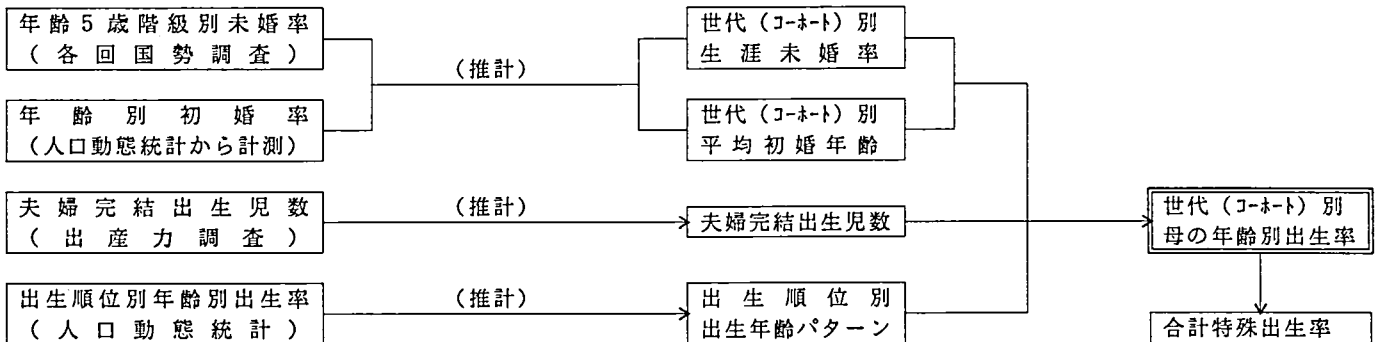 年齢5歳階級別未婚率
(各回国勢調査)
年齢別初婚率
(人口動態統計から計測)
(推計)
世代(コーホート)別
生涯未婚率
世代(コーホート)別
平均初婚年齢
夫婦完結出生児数
(出産力調査)
(推計)
夫婦完結出生児数
出生順位別年齢別出生率
(人口動態統計)
(推計)
出生順位別
出生年齢パターン
世代(コーホート)別
母の年齢別出生率
合計特殊出生率